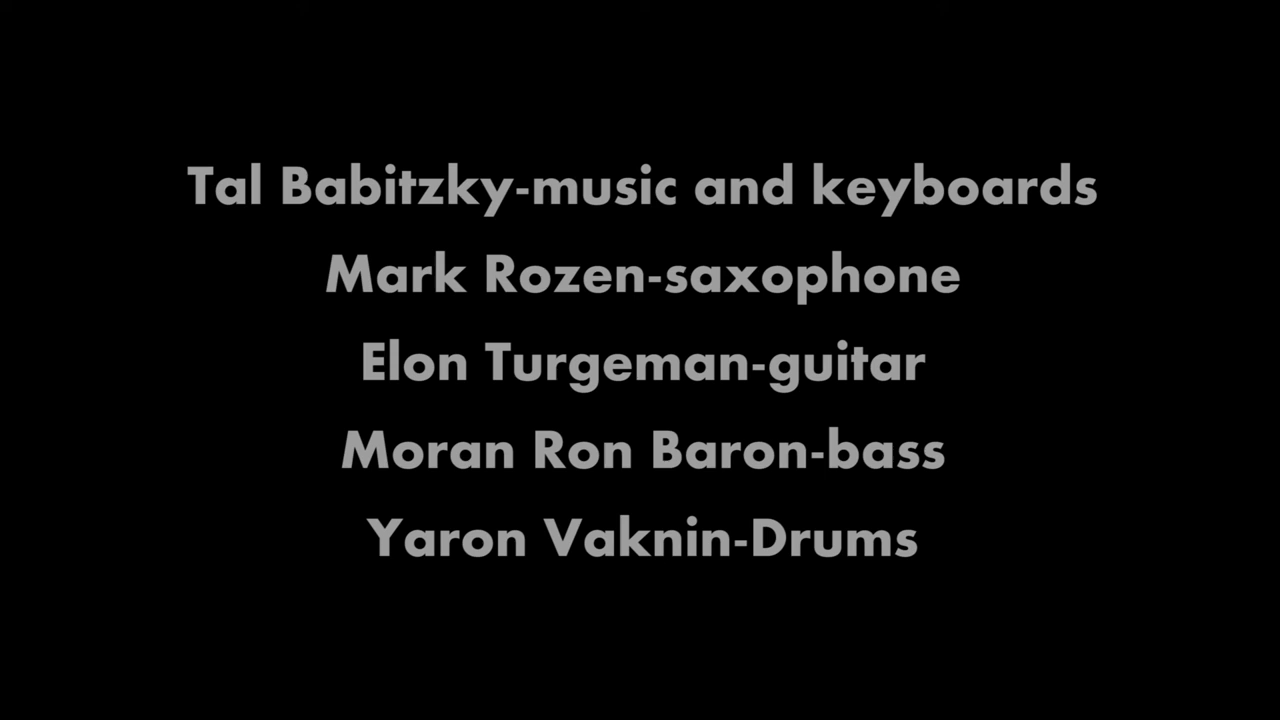 Tal Babitzky-music and keyboards
Mark Rozen-saxophone
Elon Turgeman-guitar
Moran Ron Baron-bass
Yaron Vaknin-Drums